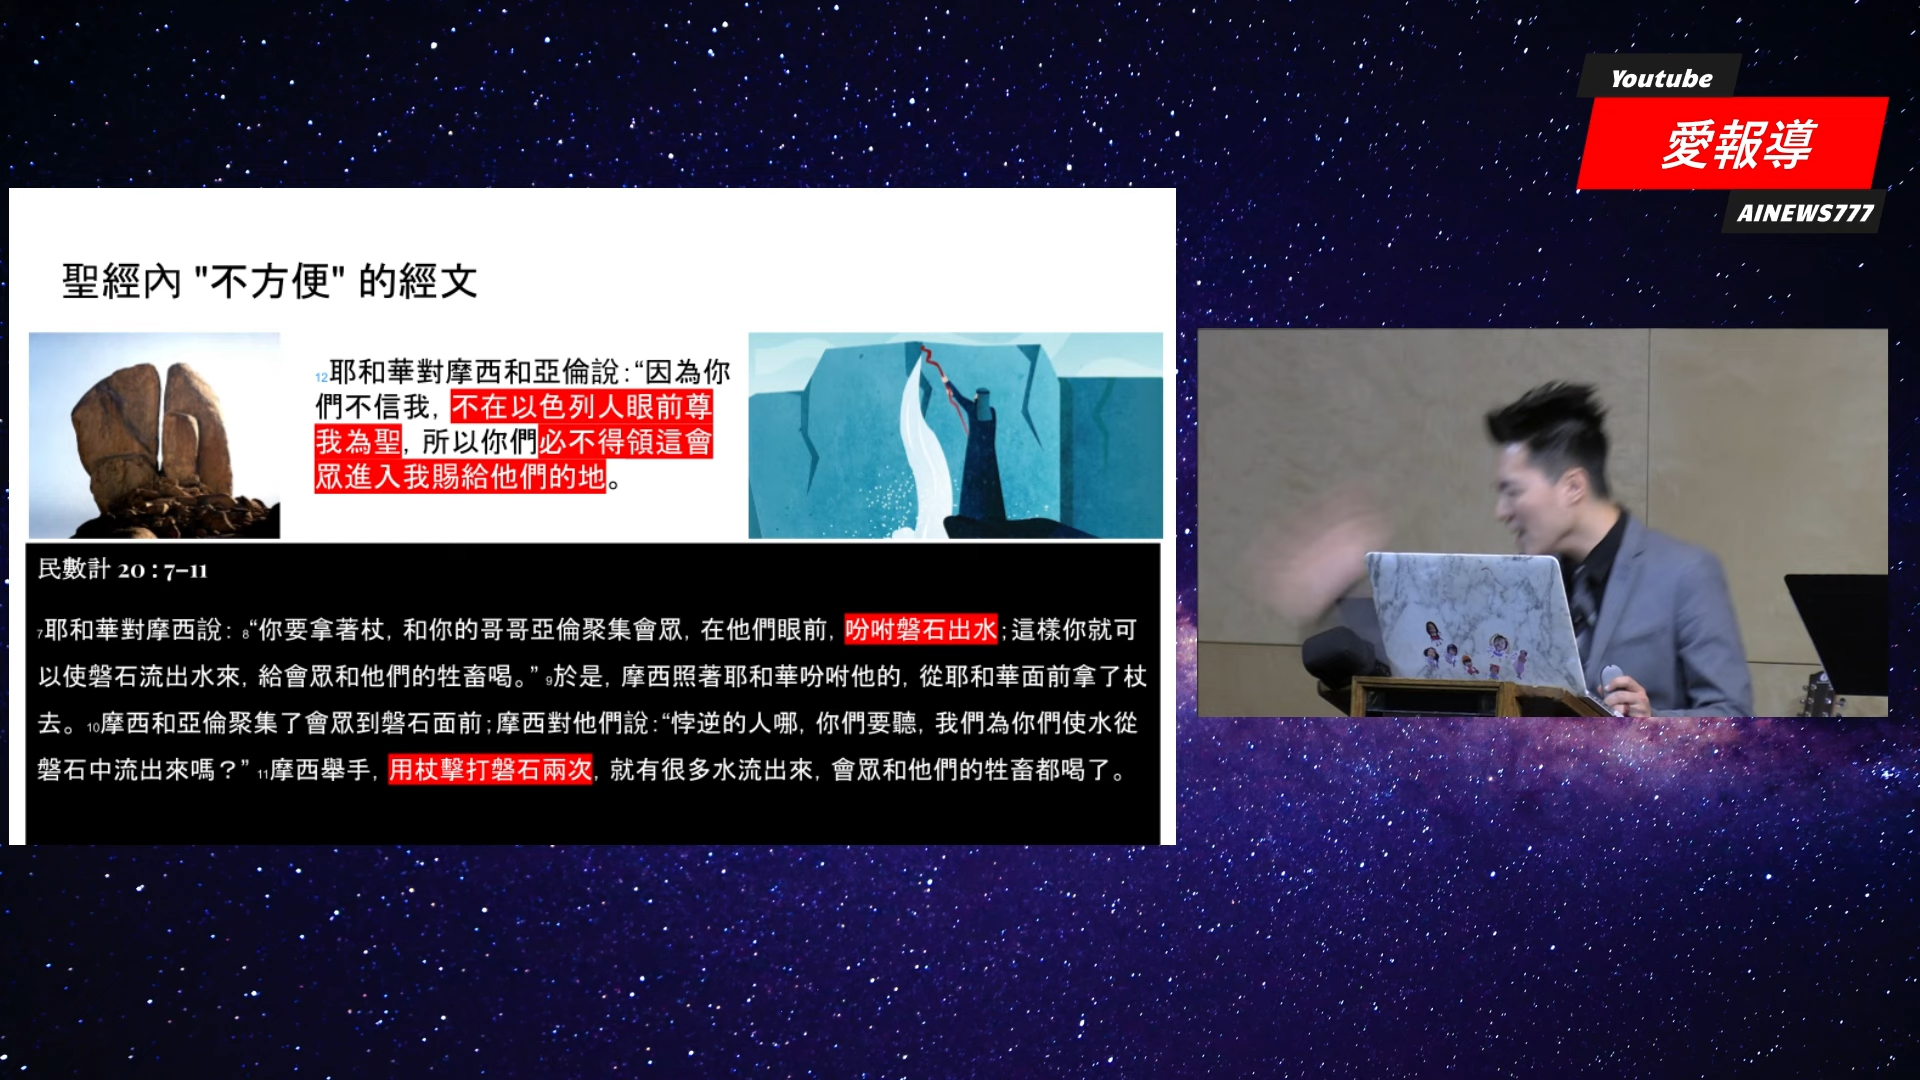 Youtube
愛報導
AINEWS777
聖經內 "不方便" 的經文
12耶和華對摩西和亞倫說:“因為你
們不信我, 不在以色列人眼前尊
我為聖, 所以你們必不得領這會
眾進入我賜給他們的地。
民數計 20 : 7–11
7耶和華對摩西說: 8“你要拿著杖, 和你的哥哥亞倫聚集會眾, 在他們眼前, 吩咐磐石出水;這樣你就可
以使磐石流出水來, 給會眾和他們的牲畜喝。” 9於是, 摩西照著耶和華吩咐他的, 從耶和華面前拿了杖
去。10摩西和亞倫聚集了會眾到磐石面前;摩西對他們說:“悖逆的人哪, 你們要聽, 我們為你們使水從
磐石中流出來嗎？” 11摩西舉手, 用杖擊打磐石兩次, 就有很多水流出來, 會眾和他們的牲畜都喝了。